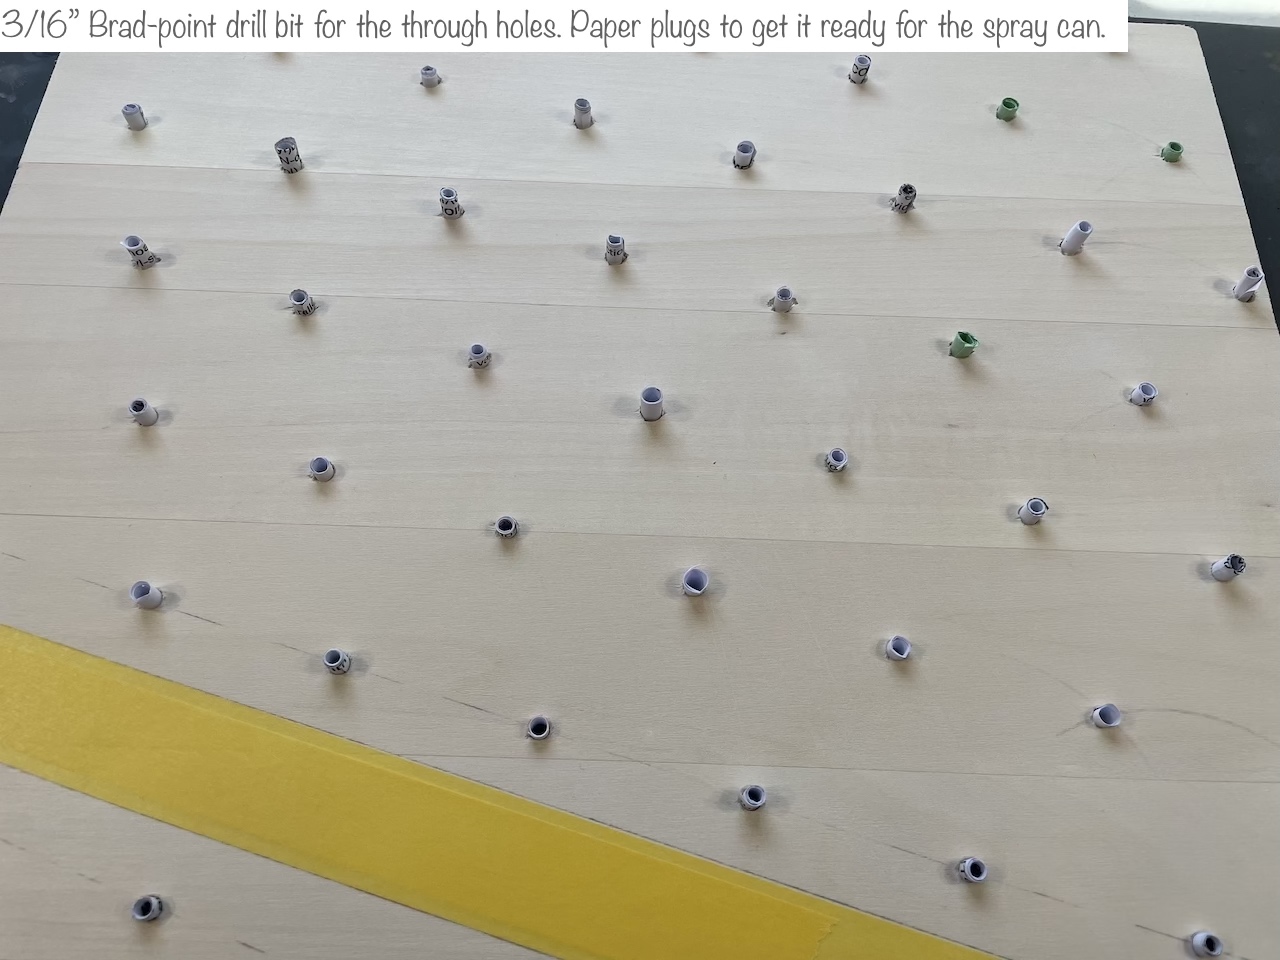 3/16” Brad-point drill bit for the through holes. Paper plugs to get it ready for the spray can.